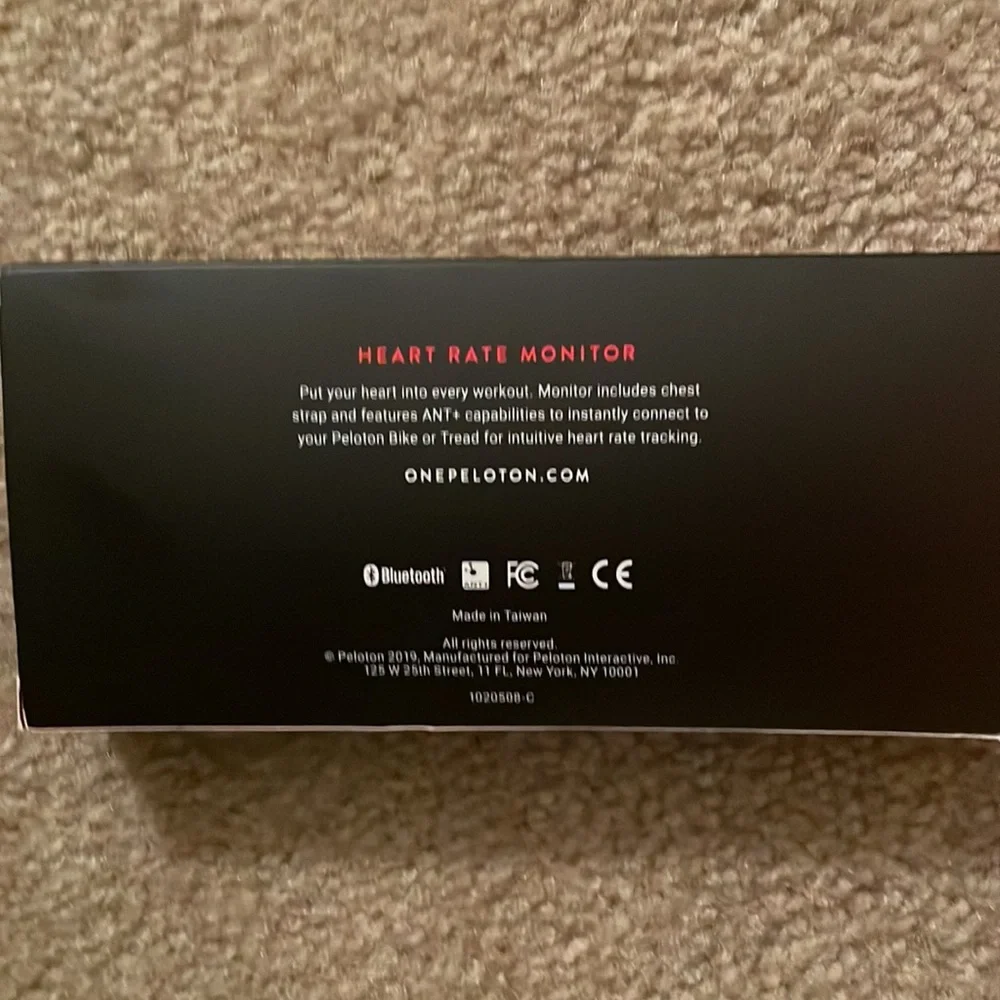 HEART RATE MONITOR
Put your heart into every workout. Monitor includes chest
strap and features ANT+ capabilities to instantly connect to
your Peloton Bike or Tread for intuitive heart rate tracking.
ONEPELOTON.COM
Bluetooth ANT+ FC CE
Made in Taiwan
All rights reserved.
© Peloton 2019, Manufactured for Peloton Interactive, Inc.
125 W 25th Street, 11 FL, New York, NY 10001
1020508-C